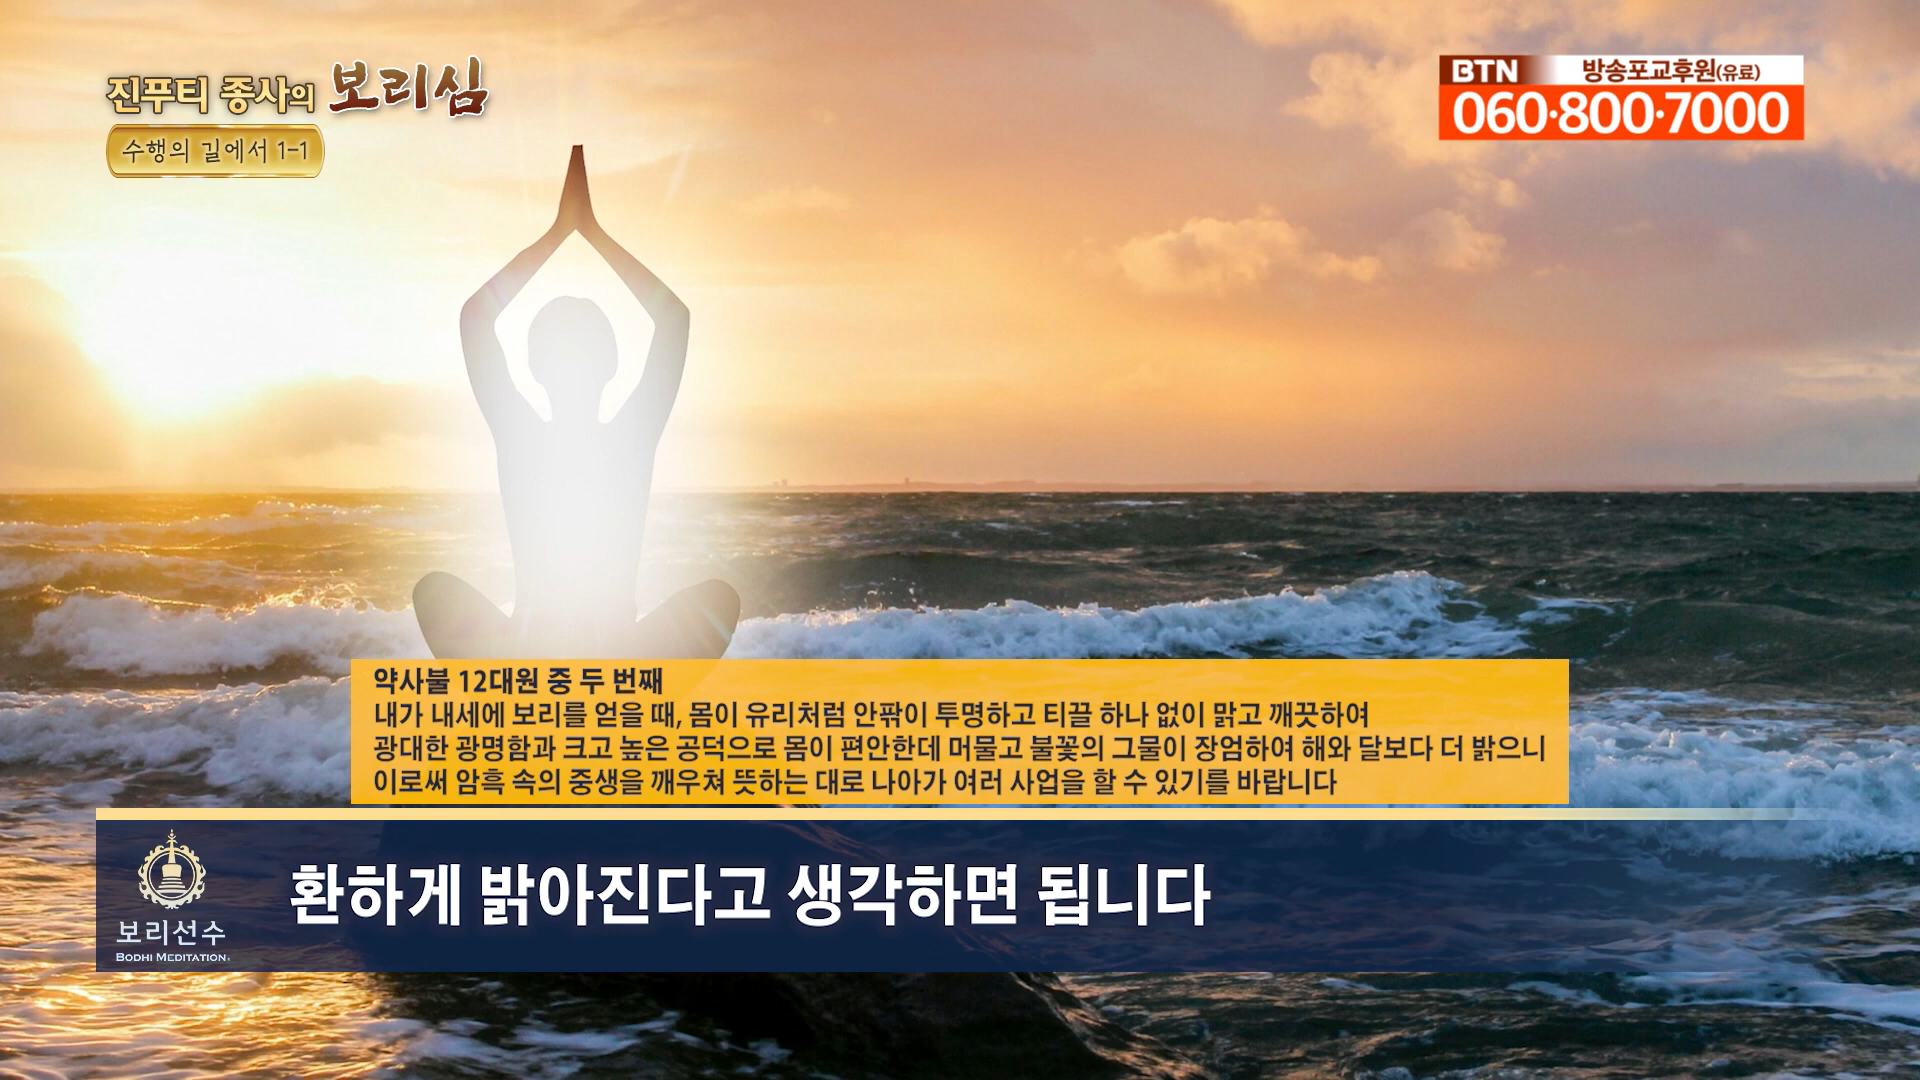 진푸티 종사의 보리심
수행의 길에서 1-1
BTN 방송포교후원(유료)
060·800·7000
약사불 12대원 중 두 번째
내가 내세에 보리를 얻을 때, 몸이 유리처럼 안팎이 투명하고 티끌 하나 없이 맑고 깨끗하여
광대한 광명함과 크고 높은 공덕으로 몸이 편안한데 머물고 불꽃의 그물이 장엄하여 해와 달보다 더 밝으니
이로써 암흑 속의 중생을 깨우쳐 뜻하는 대로 나아가 여러 사업을 할 수 있기를 바랍니다
환하게 밝아진다고 생각하면 됩니다
보리선수
BODHI MEDITATION